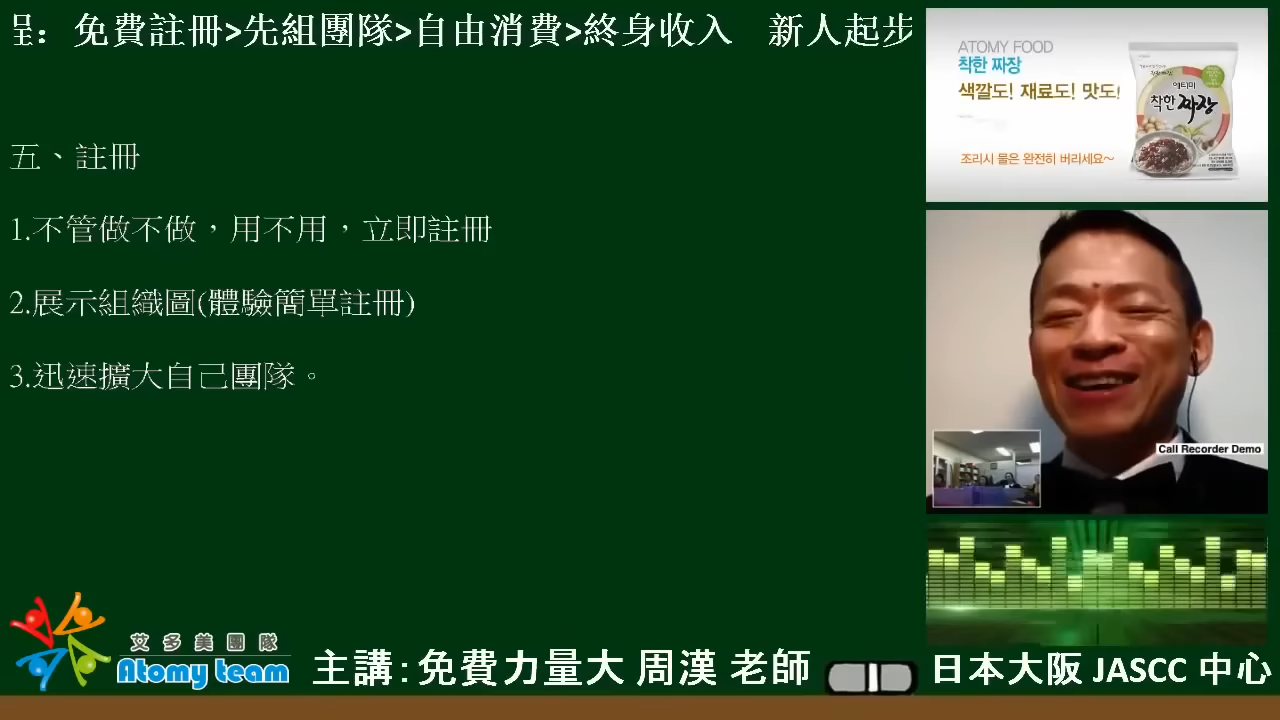 呈：免費註冊>先組團隊>自由消費>終身收入 新人起步
ATOMY FOOD
착한 짜장
색깔도! 재료도! 맛도!
조리시 물은 완전히 버리세요~
애터미
착한 짜장
五、註冊
1.不管做不做，用不用，立即註冊
2.展示組織圖(體驗簡單註冊)
3.迅速擴大自己團隊。
Call Recorder Demo
艾多美團隊
Atomy team
主講：免費力量大 周漢 老師
日本大阪 JASCC 中心